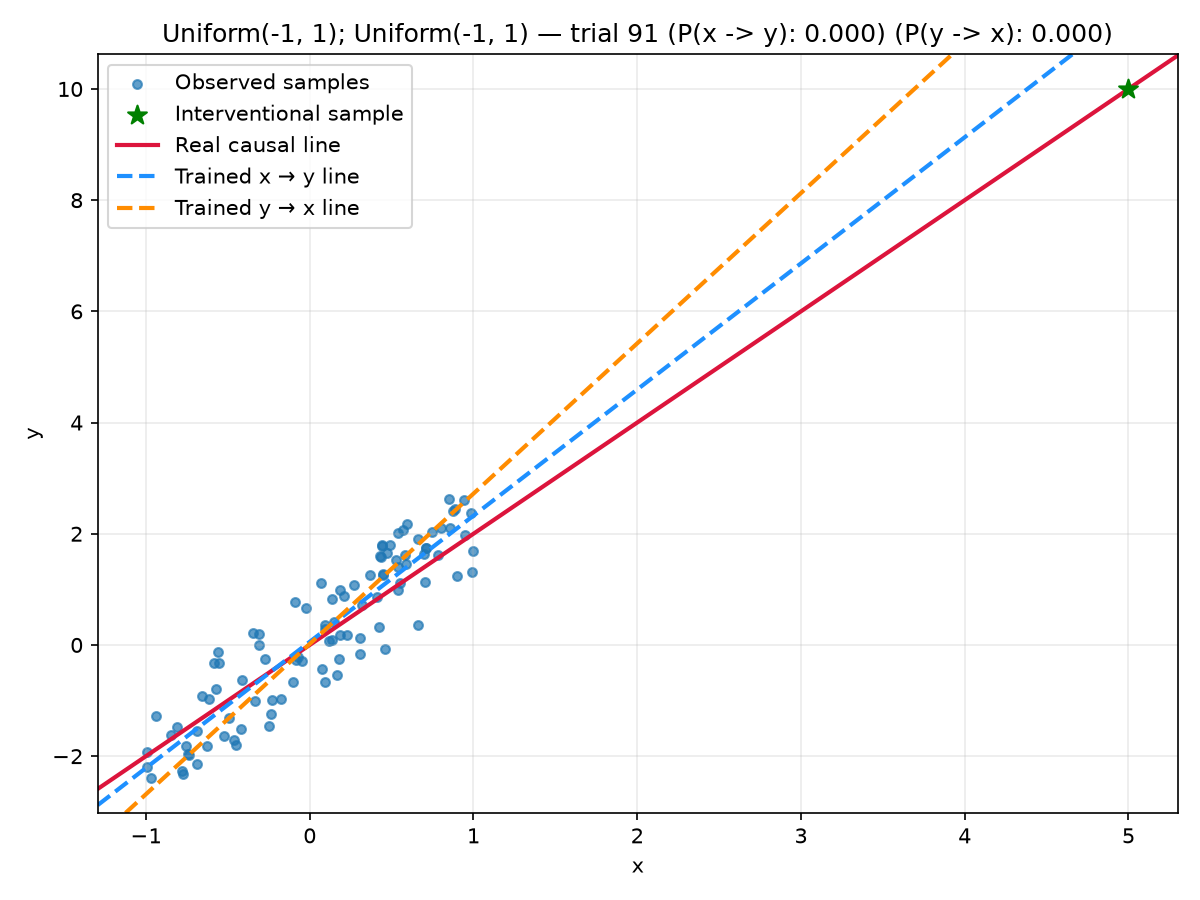 Uniform(-1, 1); Uniform(-1, 1) — trial 91 (P(x -> y): 0.000) (P(y -> x): 0.000)
Observed samples
Interventional sample
Real causal line
Trained x → y line
Trained y → x line
10
8
6
4
2
0
−2
y
−1 0 1 2 3 4 5
x